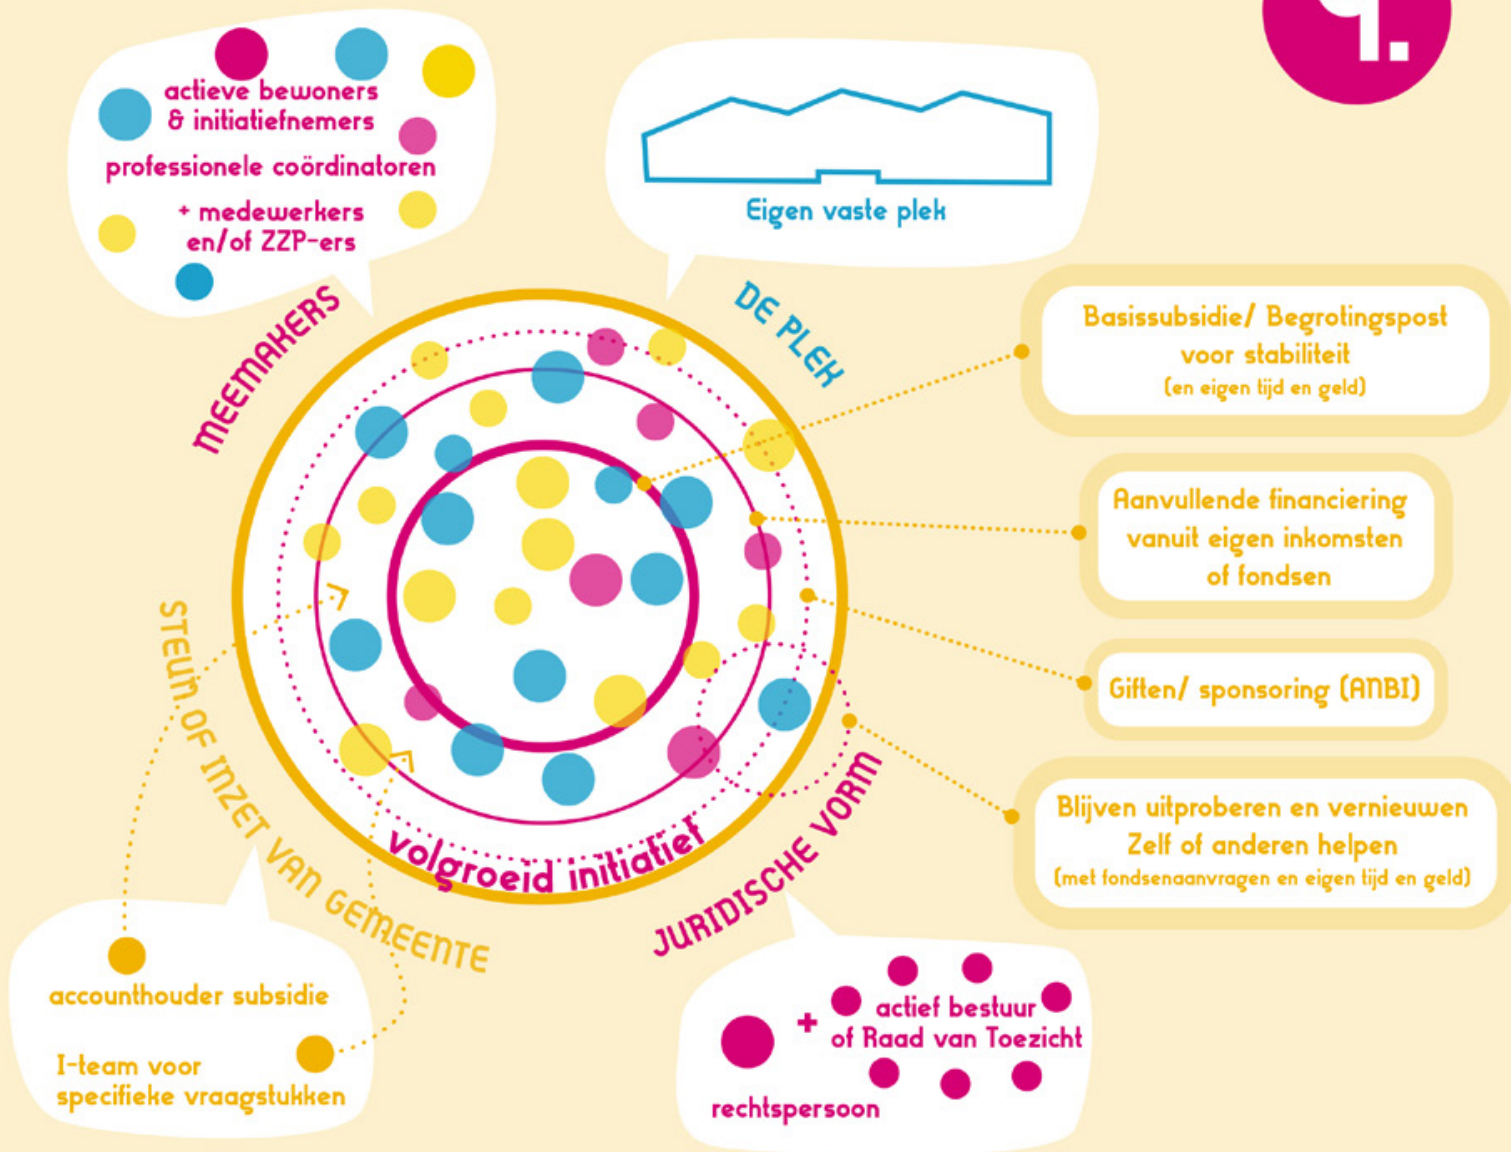 9.
actieve bewoners
& initiatiefnemers
professionele coördinatoren
+ medewerkers
en/of ZZP-ers
Eigen vaste plek
MEEMAKERS
DE PLEK
Basissubsidie/ Begrotingspost
voor stabiliteit
(en eigen tijd en geld)
Aanvullende financiering
vanuit eigen inkomsten
of fondsen
Giften/ sponsoring (ANBI)
Blijven uitproberen en vernieuwen
Zelf of anderen helpen
(met fondsenaanvragen en eigen tijd en geld)
STEUN OF INZET VAN GEMEENTE
volgroeid initiatief
JURIDISCHE VORM
accounthouder subsidie
I-team voor
specifieke vraagstukken
+ actief bestuur
of Raad van Toezicht
rechtspersoon